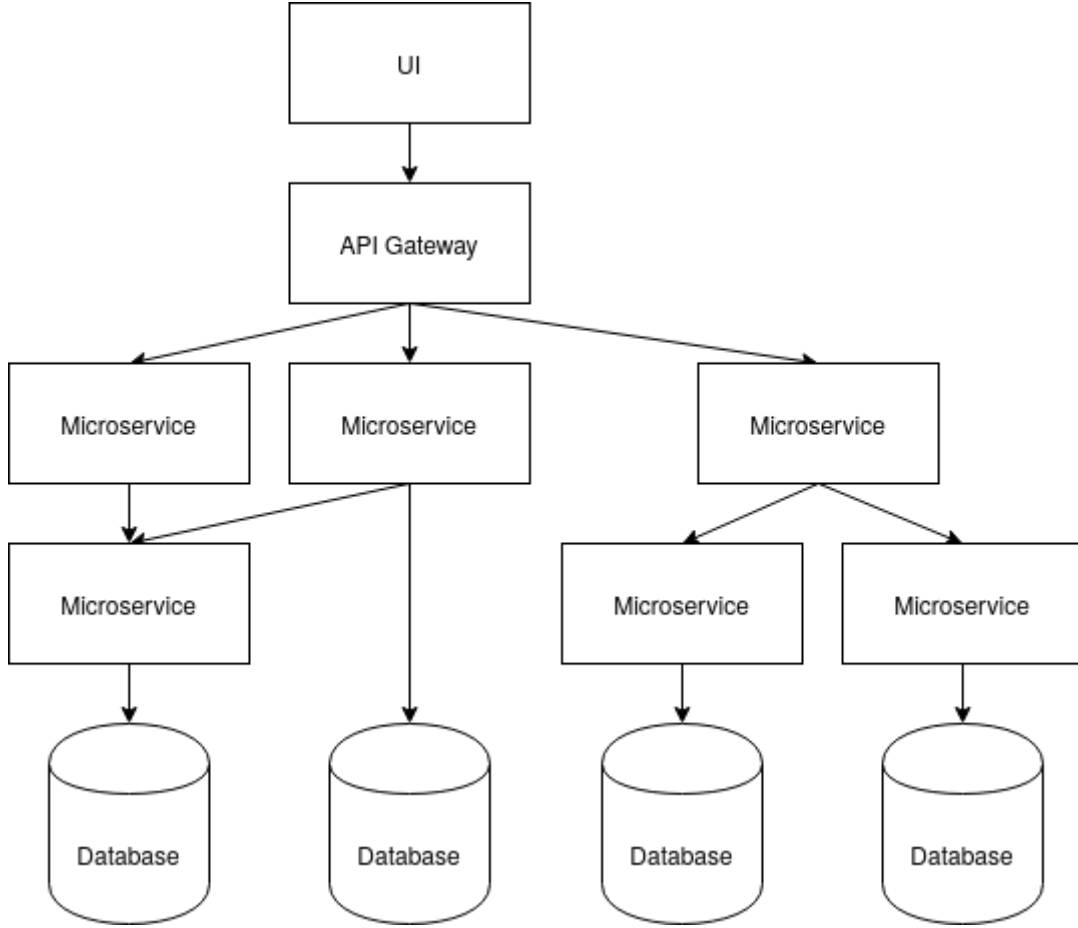 UI
API Gateway
Microservice
Microservice
Microservice
Microservice
Microservice
Microservice
Database
Database
Database
Database